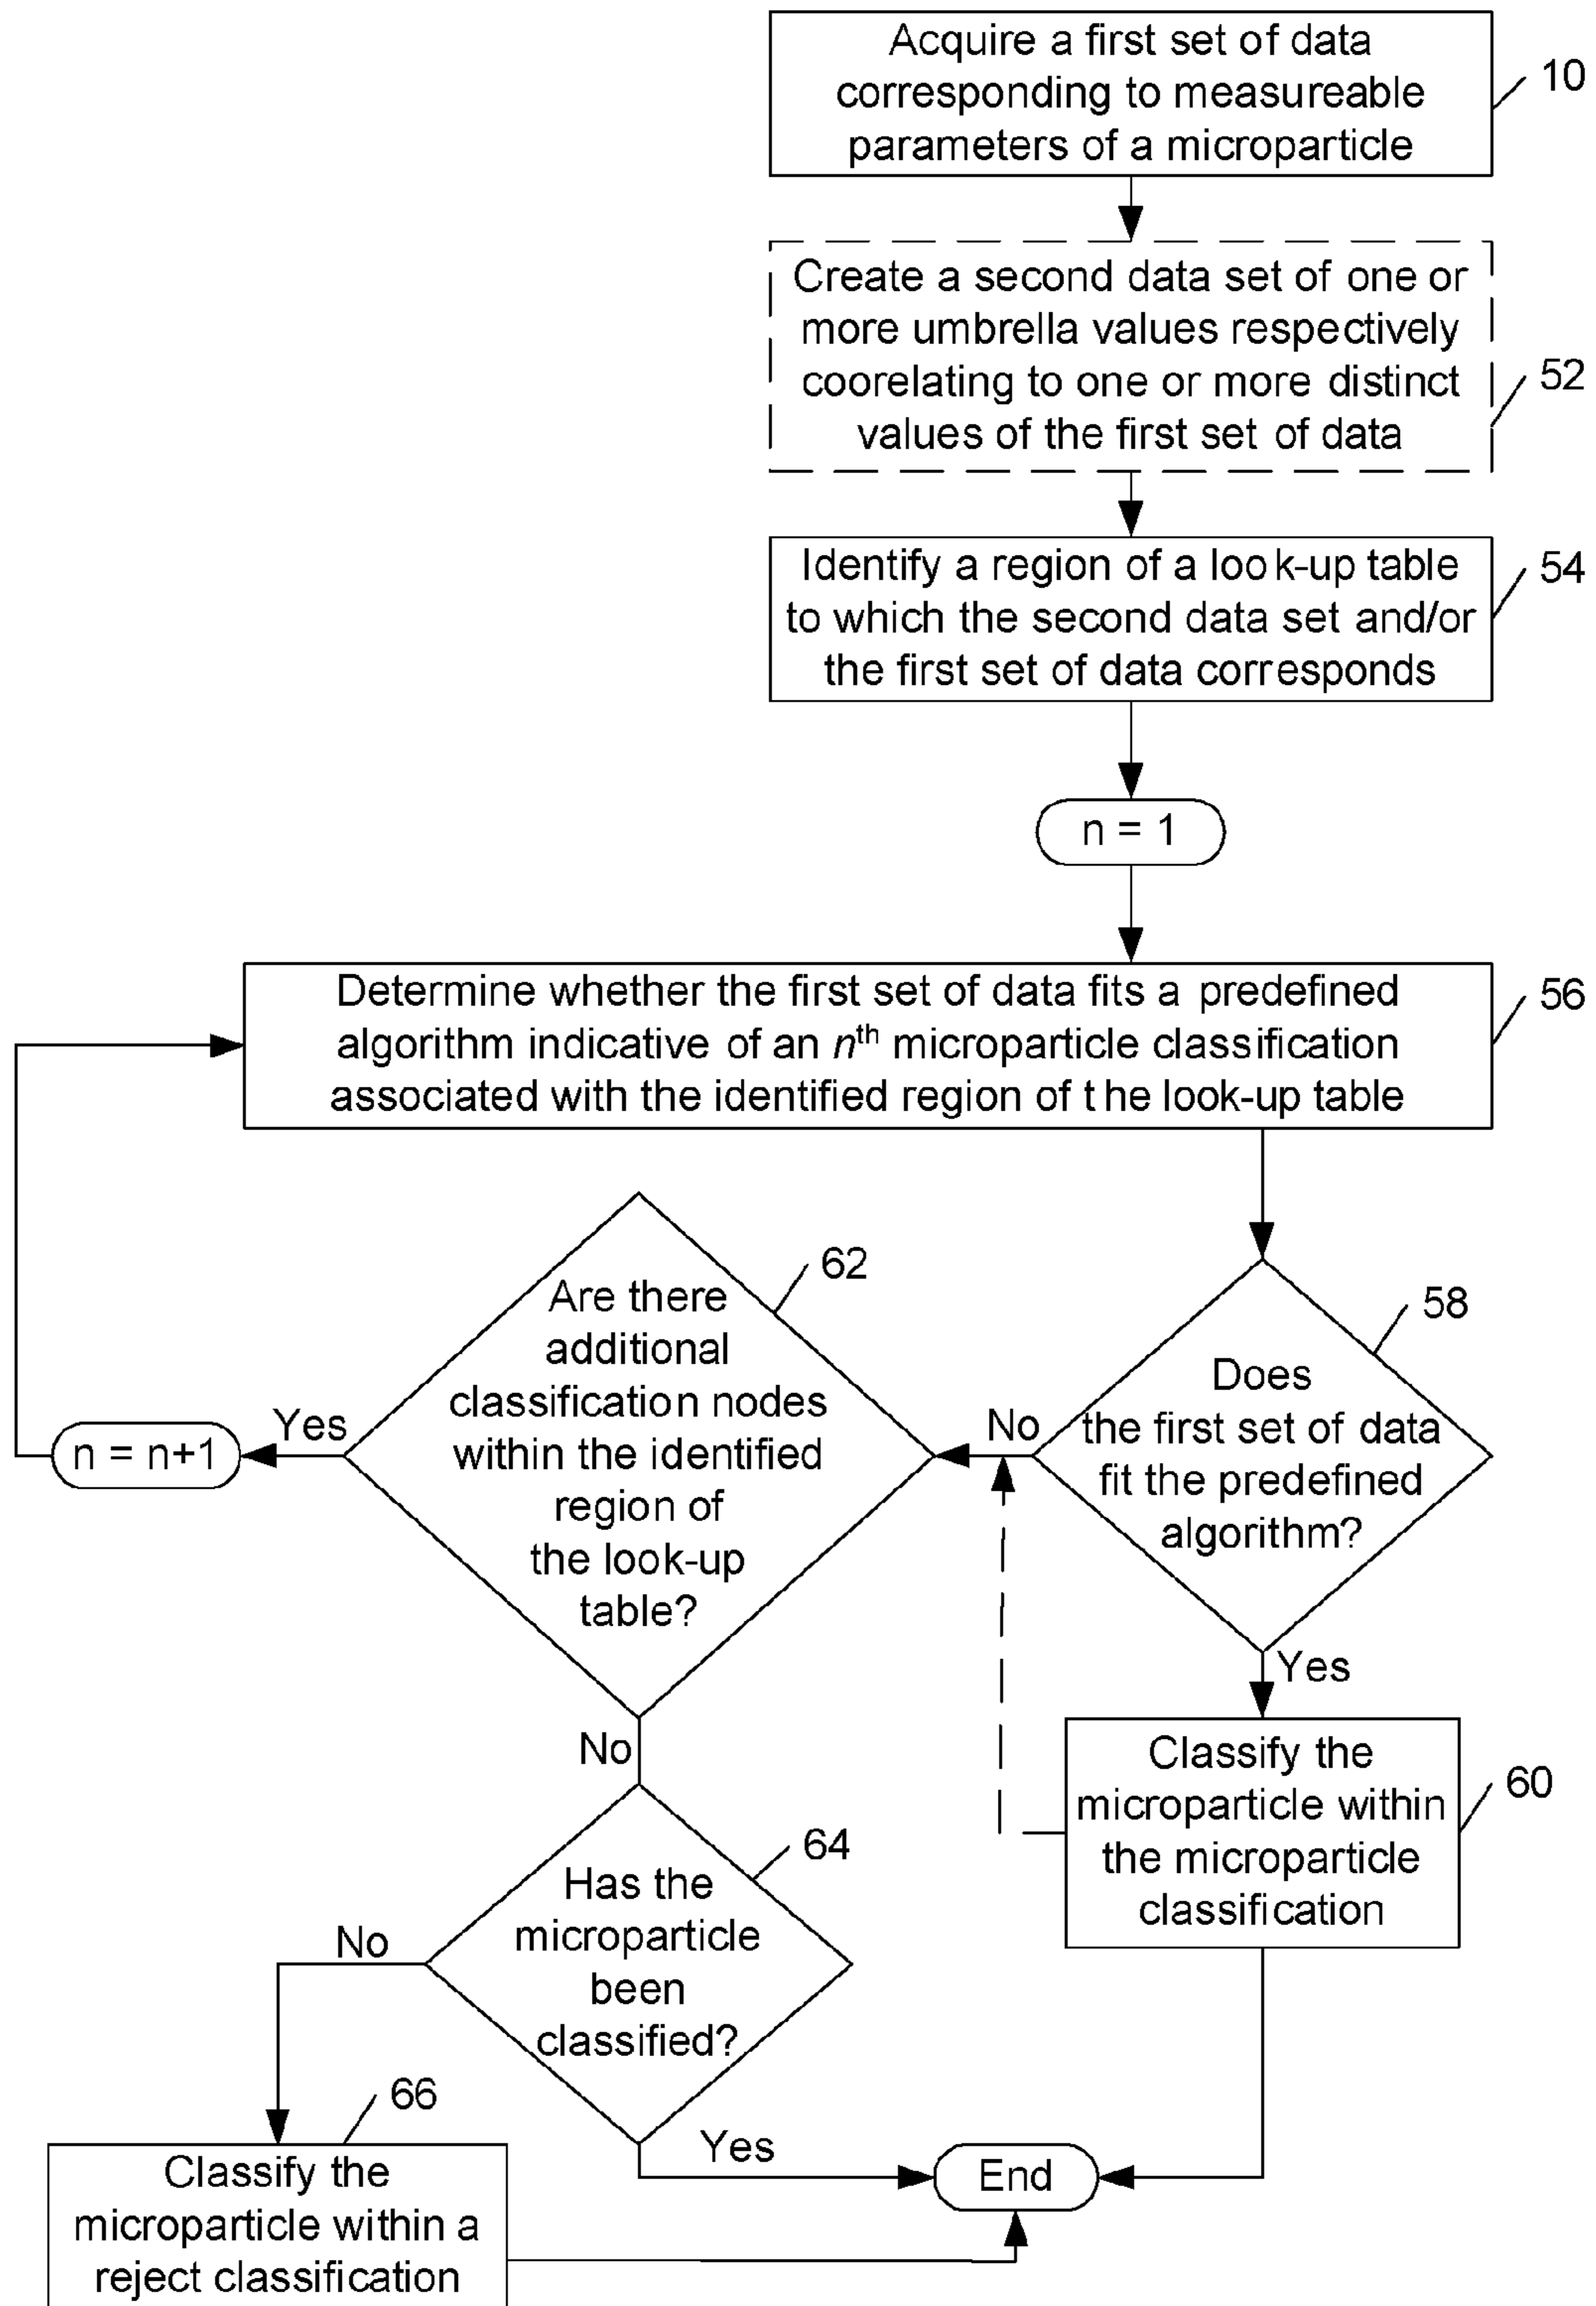 Acquire a first set of data
corresponding to measureable
parameters of a microparticle
10
Create a second data set of one or
more umbrella values respectively
coorelating to one or more distinct
values of the first set of data
52
Identify a region of a look-up table
to which the second data set and/or
the first set of data corresponds
54
n = 1
Determine whether the first set of data fits a predefined
algorithm indicative of an nth microparticle classification
associated with the identified region of the look-up table
56
Does
the first set of data
fit the predefined
algorithm?
58
No
Yes
Are there
additional
classification nodes
within the identified
region of
the look-up
table?
62
Yes
n = n+1
No
Classify the
microparticle within
the microparticle
classification
60
Has the
microparticle
been
classified?
64
No
Yes
Classify the
microparticle within a
reject classification
66
End